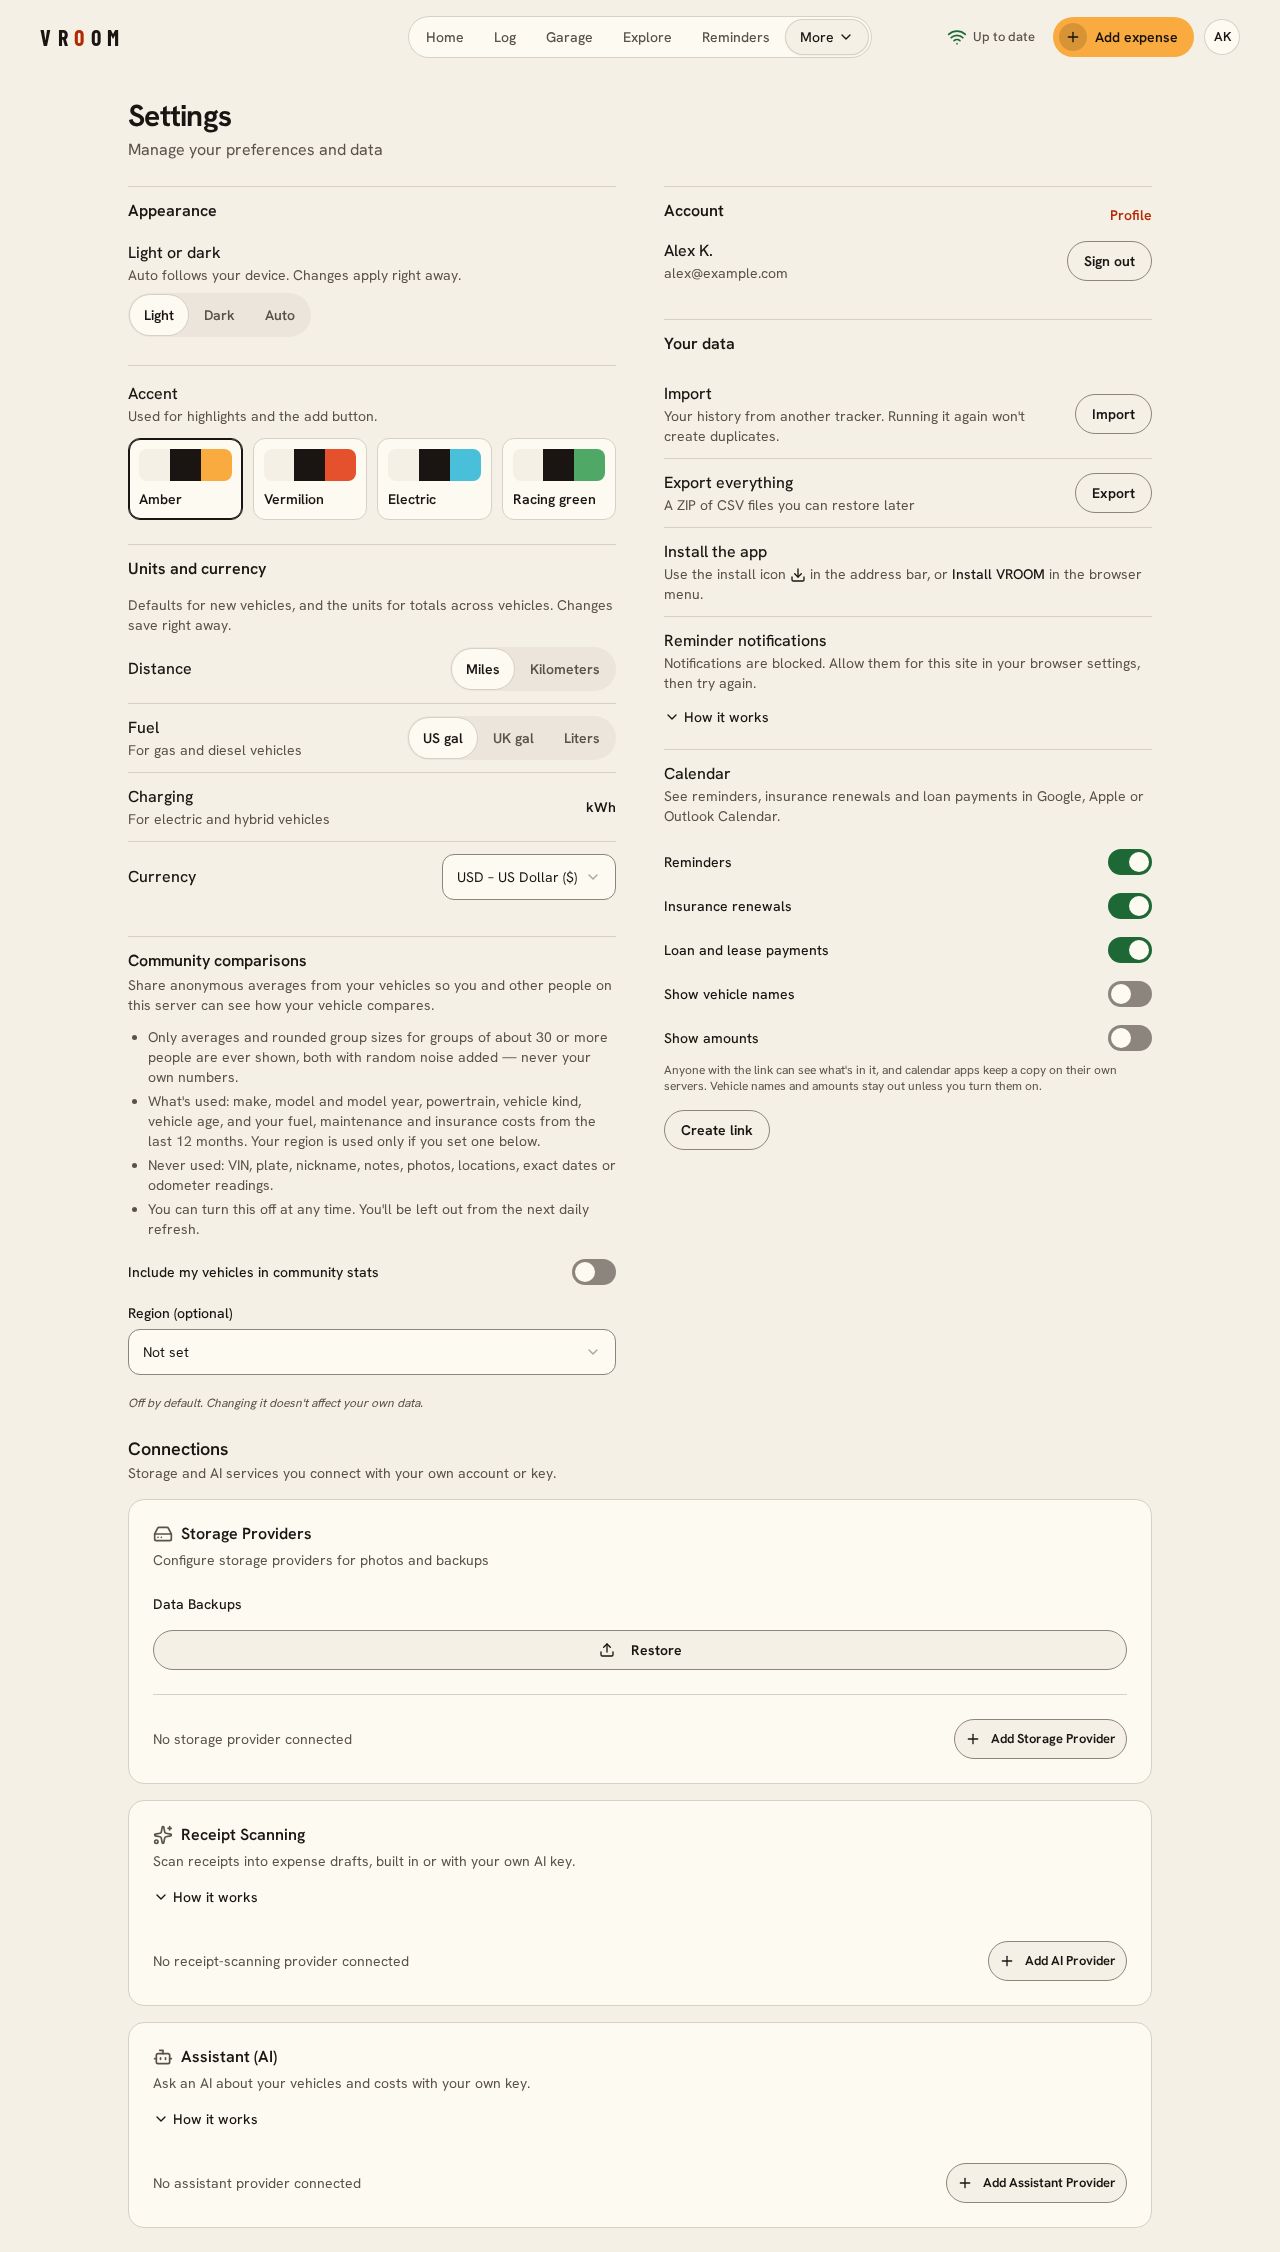 VROOM
Home
Log
Garage
Explore
Reminders
More
Up to date
Add expense
AK
Settings
Manage your preferences and data
Appearance
Light or dark
Auto follows your device. Changes apply right away.
Light
Dark
Auto
Accent
Used for highlights and the add button.
Amber
Vermilion
Electric
Racing green
Units and currency
Defaults for new vehicles, and the units for totals across vehicles. Changes
save right away.
Distance
Miles
Kilometers
Fuel
For gas and diesel vehicles
US gal
UK gal
Liters
Charging
For electric and hybrid vehicles
kWh
Currency
USD – US Dollar ($)
Community comparisons
Share anonymous averages from your vehicles so you and other people on
this server can see how your vehicle compares.
• Only averages and rounded group sizes for groups of about 30 or more
people are ever shown, both with random noise added — never your
own numbers.
• What's used: make, model and model year, powertrain, vehicle kind,
vehicle age, and your fuel, maintenance and insurance costs from the
last 12 months. Your region is used only if you set one below.
• Never used: VIN, plate, nickname, notes, photos, locations, exact dates or
odometer readings.
• You can turn this off at any time. You'll be left out from the next daily
refresh.
Include my vehicles in community stats
Region (optional)
Not set
Off by default. Changing it doesn't affect your own data.
Account
Profile
Alex K.
alex@example.com
Sign out
Your data
Import
Your history from another tracker. Running it again won't
create duplicates.
Import
Export everything
A ZIP of CSV files you can restore later
Export
Install the app
Use the install icon in the address bar, or Install VROOM in the browser
menu.
Reminder notifications
Notifications are blocked. Allow them for this site in your browser settings,
then try again.
How it works
Calendar
See reminders, insurance renewals and loan payments in Google, Apple or
Outlook Calendar.
Reminders
Insurance renewals
Loan and lease payments
Show vehicle names
Show amounts
Anyone with the link can see what's in it, and calendar apps keep a copy on their own
servers. Vehicle names and amounts stay out unless you turn them on.
Create link
Connections
Storage and AI services you connect with your own account or key.
Storage Providers
Configure storage providers for photos and backups
Data Backups
Restore
No storage provider connected
Add Storage Provider
Receipt Scanning
Scan receipts into expense drafts, built in or with your own AI key.
How it works
No receipt-scanning provider connected
Add AI Provider
Assistant (AI)
Ask an AI about your vehicles and costs with your own key.
How it works
No assistant provider connected
Add Assistant Provider